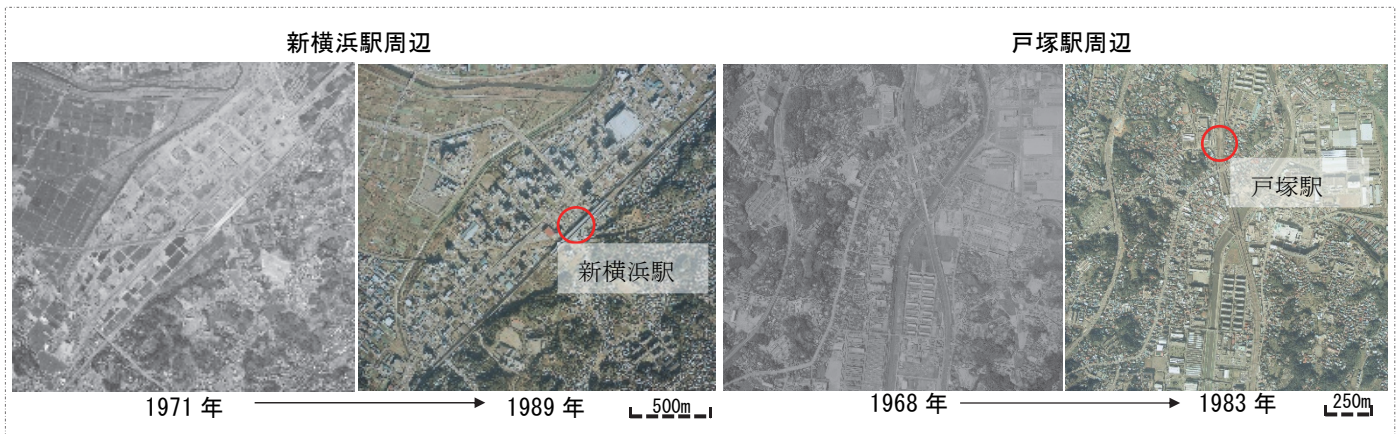 新横浜駅周辺
戸塚駅周辺
新横浜駅
戸塚駅
1971 年
1989 年
500m
1968 年
1983 年
250m